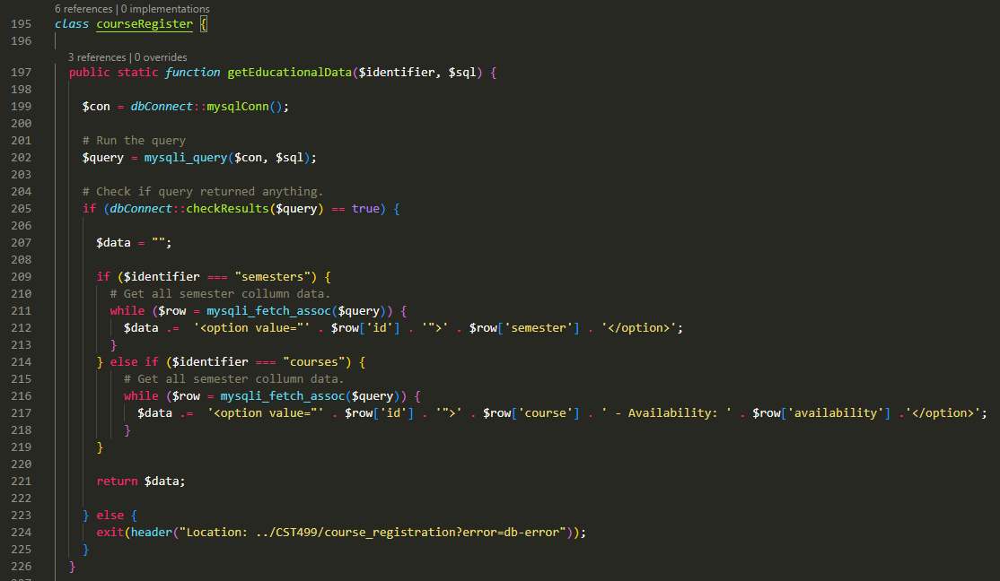 6 references | 0 implementations
195 class courseRegister {
196
3 references | 0 overrides
197 public static function getEducationalData($identifier, $sql) {
198
199 $con = dbConnect::mysqlConn();
200
201 # Run the query
202 $query = mysqli_query($con, $sql);
203
204 # Check if query returned anything.
205 if (dbConnect::checkResults($query) == true) {
206
207 $data = "";
208
209 if ($identifier === "semesters") {
210 # Get all semester collumn data.
211 while ($row = mysqli_fetch_assoc($query)) {
212 $data .=  '<option value="' . $row['id'] . '">' . $row['semester'] . '</option>';
213 }
214 } else if ($identifier === "courses") {
215 # Get all semester collumn data.
216 while ($row = mysqli_fetch_assoc($query)) {
217 $data .=  '<option value="' . $row['id'] . '">' . $row['course'] . ' - Availability: ' . $row['availability'] .'</option>';
218 }
219 }
220
221 return $data;
222
223 } else {
224 exit(header("Location: ../CST499/course_registration?error=db-error"));
225 }
226 }